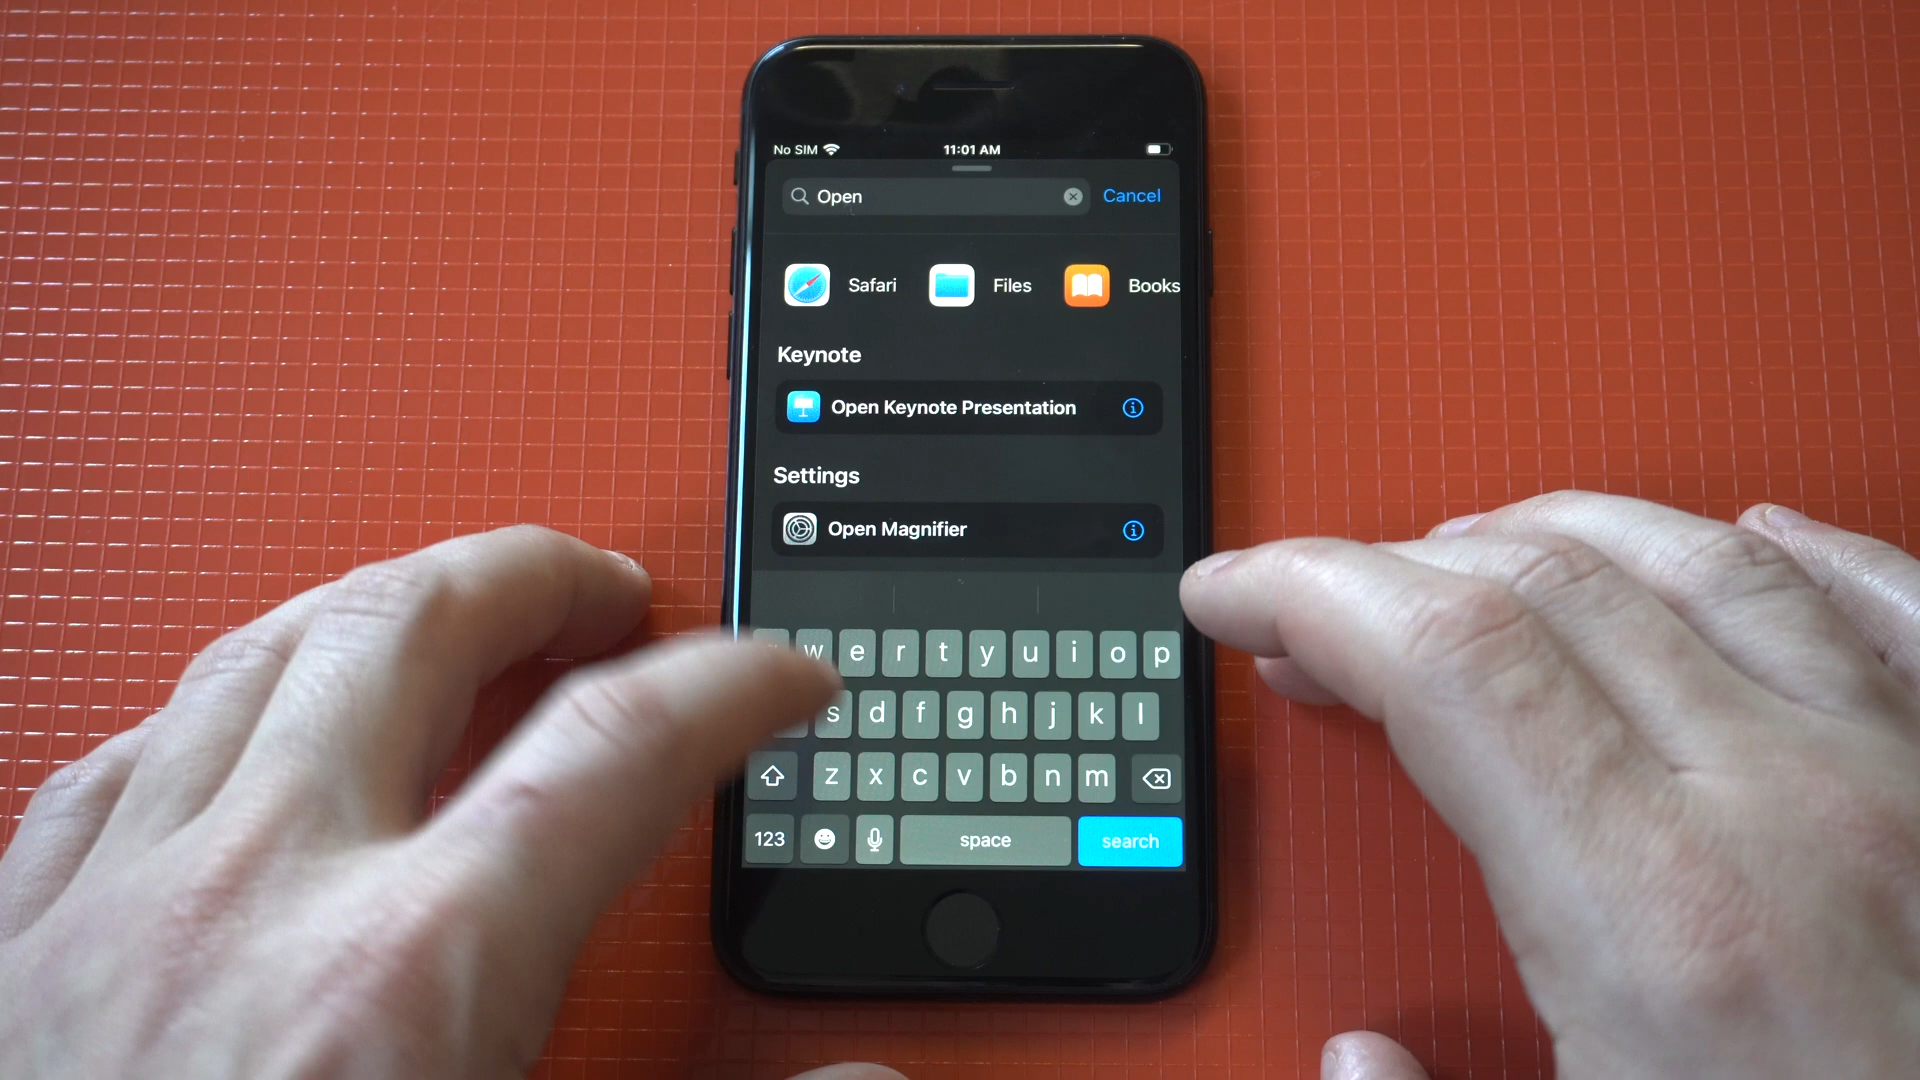 No SIM 11:01 AM
Open Cancel
Safari Files Books
Keynote
Open Keynote Presentation
Settings
Open Magnifier
w e r t y u i o p
s d f g h j k l
z x c v b n m
123 space search